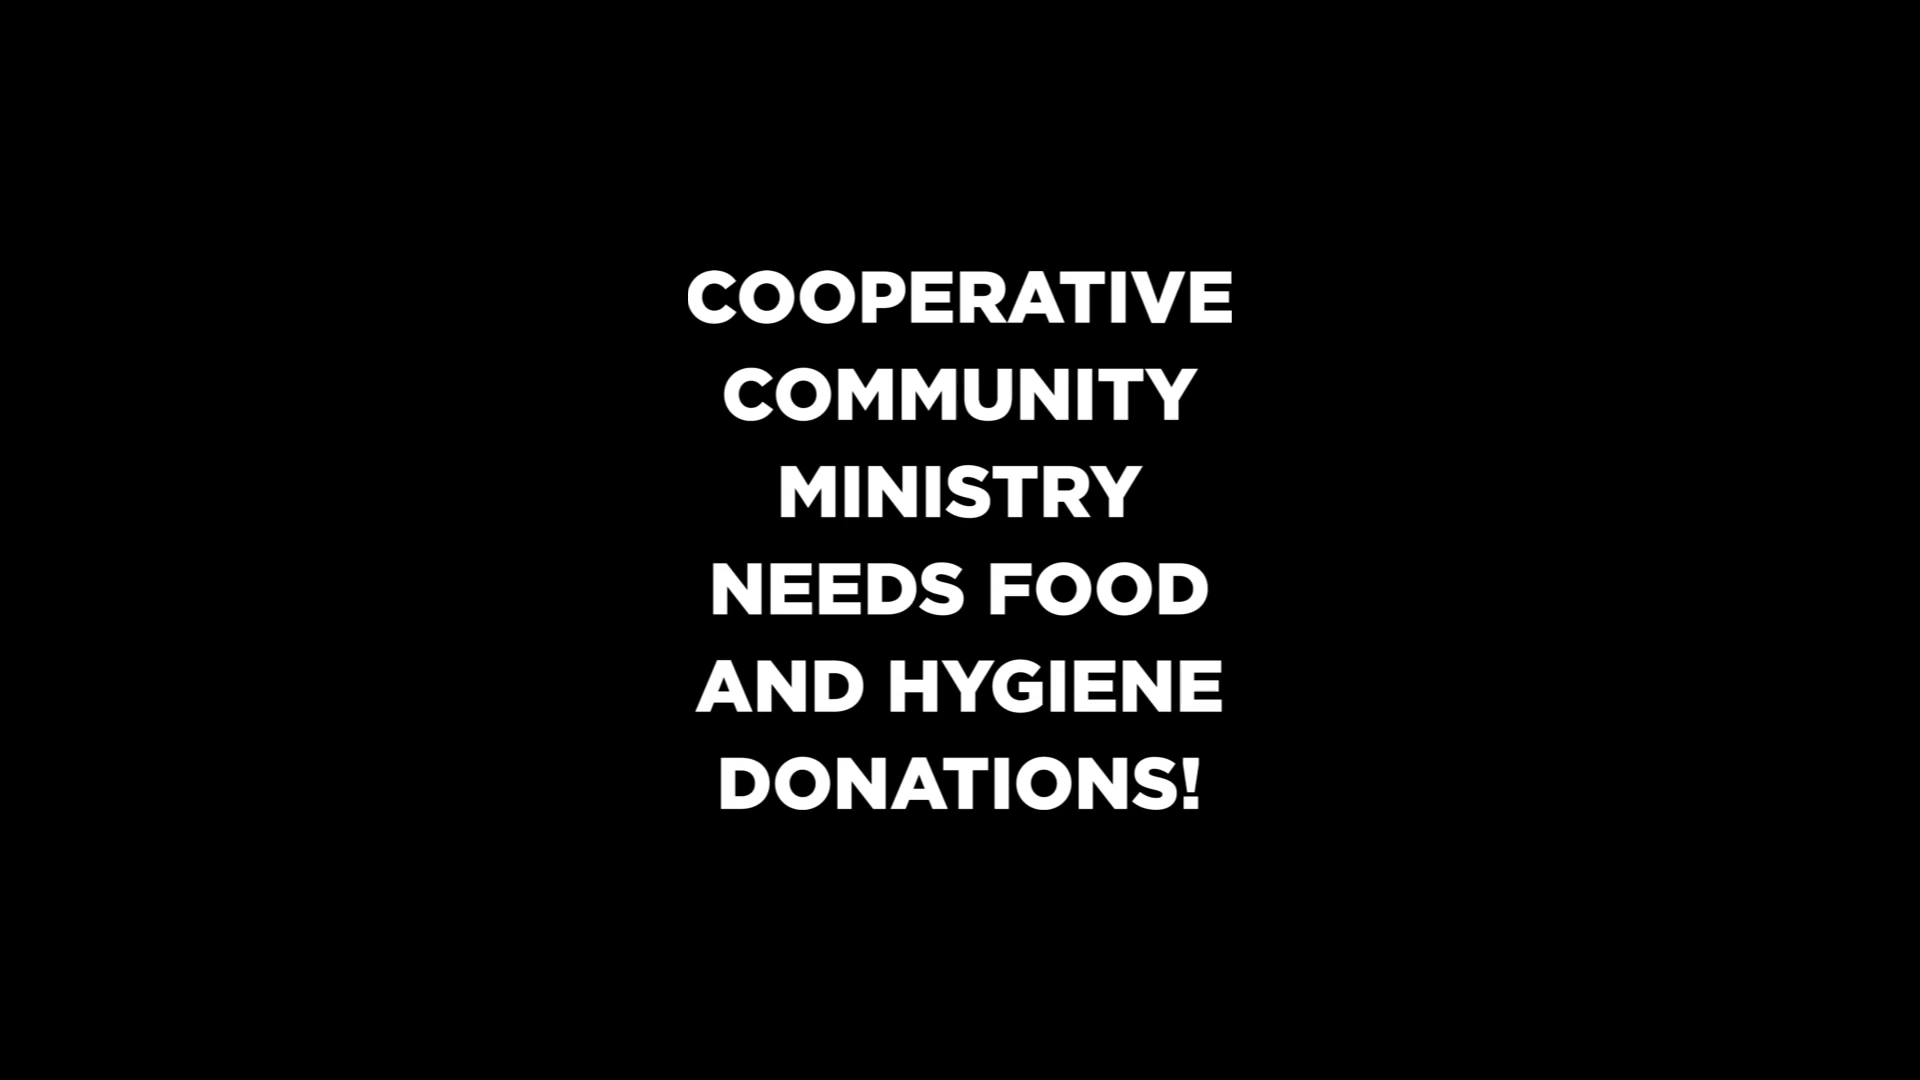 COOPERATIVE
COMMUNITY
MINISTRY
NEEDS FOOD
AND HYGIENE
DONATIONS!